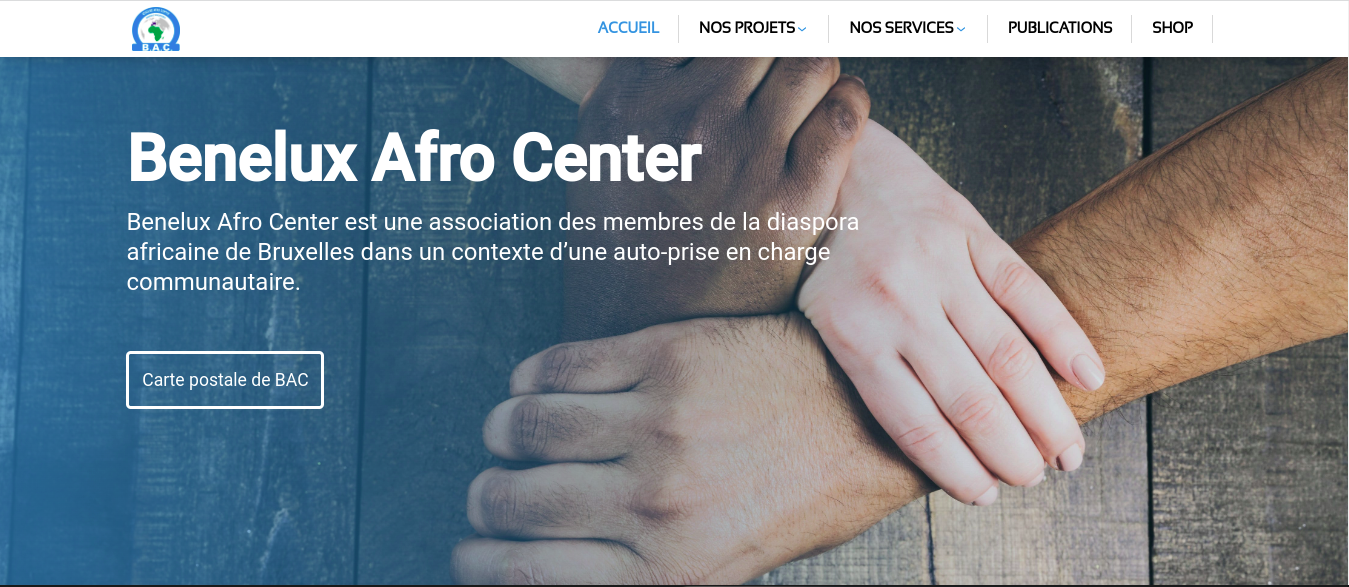 B.A.C.
ACCUEIL
NOS PROJETS
NOS SERVICES
PUBLICATIONS
SHOP
Benelux Afro Center
Benelux Afro Center est une association des membres de la diaspora
africaine de Bruxelles dans un contexte d’une auto-prise en charge
communautaire.
Carte postale de BAC